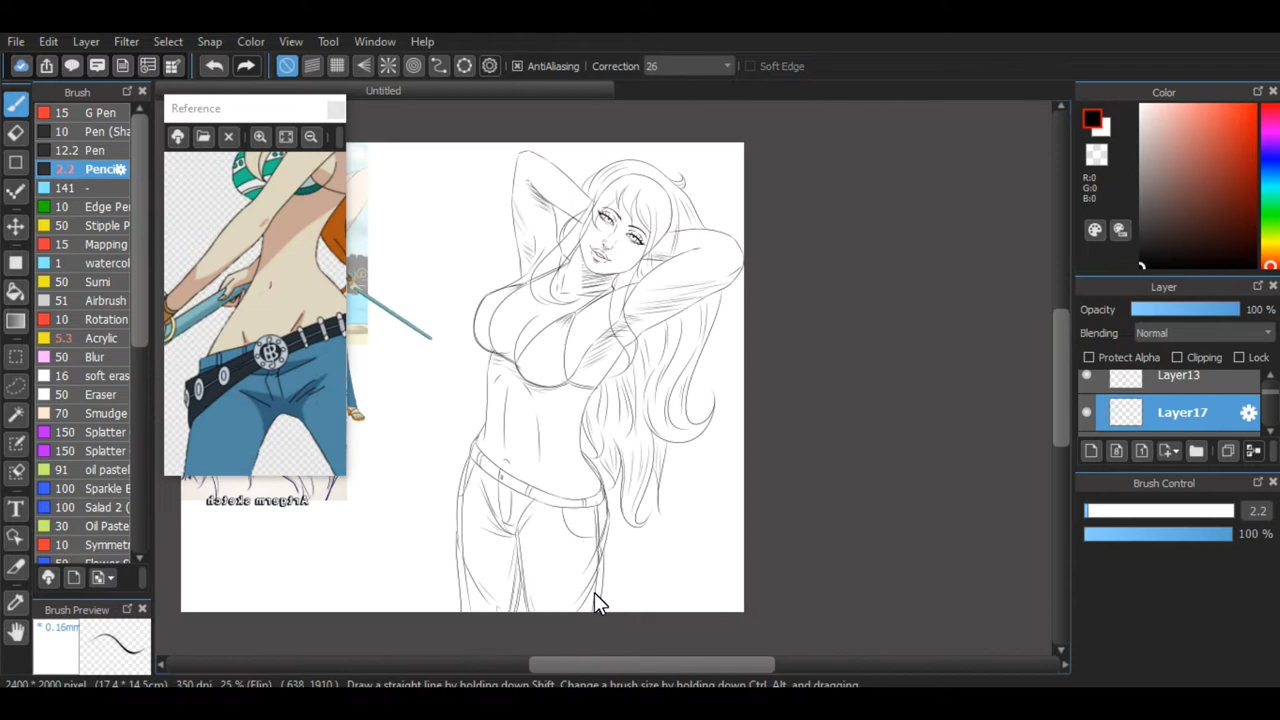 File Edit Layer Filter Select Snap Color View Tool Window Help
AntiAliasing Correction 26 Soft Edge
Brush
Untitled
Color
Reference
15 G Pen
10 Pen (Sha
12.2 Pen
2.2 Penci
141 -
10 Edge Pe
50 Stipple P
15 Mapping
1 watercol
50 Sumi
51 Airbrush
10 Rotation
5.3 Acrylic
50 Blur
16 soft eras
50 Eraser
70 Smudge
150 Splatter
150 Splatter
91 oil pastel
100 Sparkle B
100 Salad 2 (
30 Oil Pastel
10 Symmetr
50 Flower S
Artgerm sketch
Brush Preview
* 0.16mm
R:0
G:0
B:0
Layer
Opacity 100 %
Blending Normal
Protect Alpha Clipping Lock
Layer13
Layer17
Brush Control
2.2
100 %
2400 * 2000 pixel (17.4 * 14.5cm) 350 dpi 25 % (Flip) (638, 1910) Draw a straight line by holding down Shift, Change a brush size by holding down Ctrl, Alt, and dragging